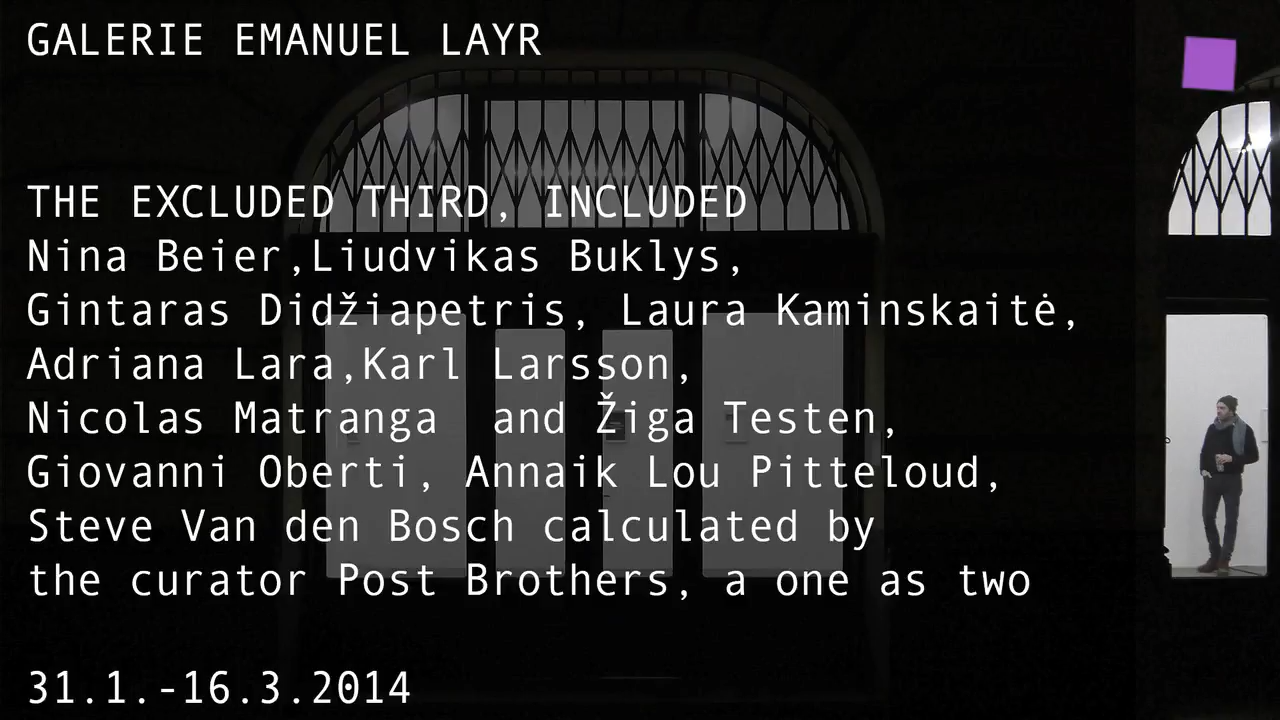 GALERIE EMANUEL LAYR
THE EXCLUDED THIRD, INCLUDED
Nina Beier,Liudvikas Buklys,
Gintaras Didžiapetris, Laura Kaminskaitė,
Adriana Lara,Karl Larsson,
Nicolas Matranga  and Žiga Testen,
Giovanni Oberti, Annaik Lou Pitteloud,
Steve Van den Bosch calculated by
the curator Post Brothers, a one as two
31.1.-16.3.2014